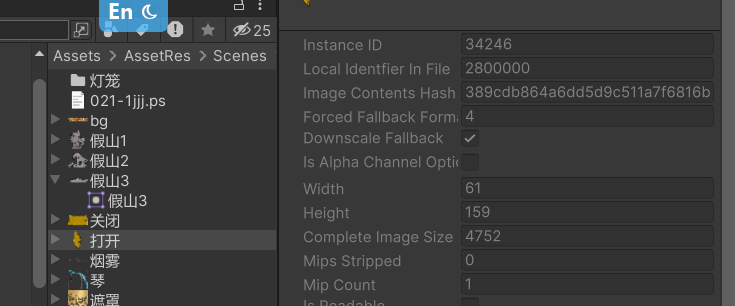 En
25
Assets > AssetRes > Scenes
灯笼
021-1jjj.ps
bg
假山1
假山2
假山3
假山3
关闭
打开
烟雾
琴
遮罩
Instance ID 34246
Local Identfier In File 2800000
Image Contents Hash 389cdb864a6dd5d9c511a7f6816b
Forced Fallback Forma 4
Downscale Fallback
Is Alpha Channel Optio
Width 61
Height 159
Complete Image Size 4752
Mips Stripped 0
Mip Count 1
Is Readable